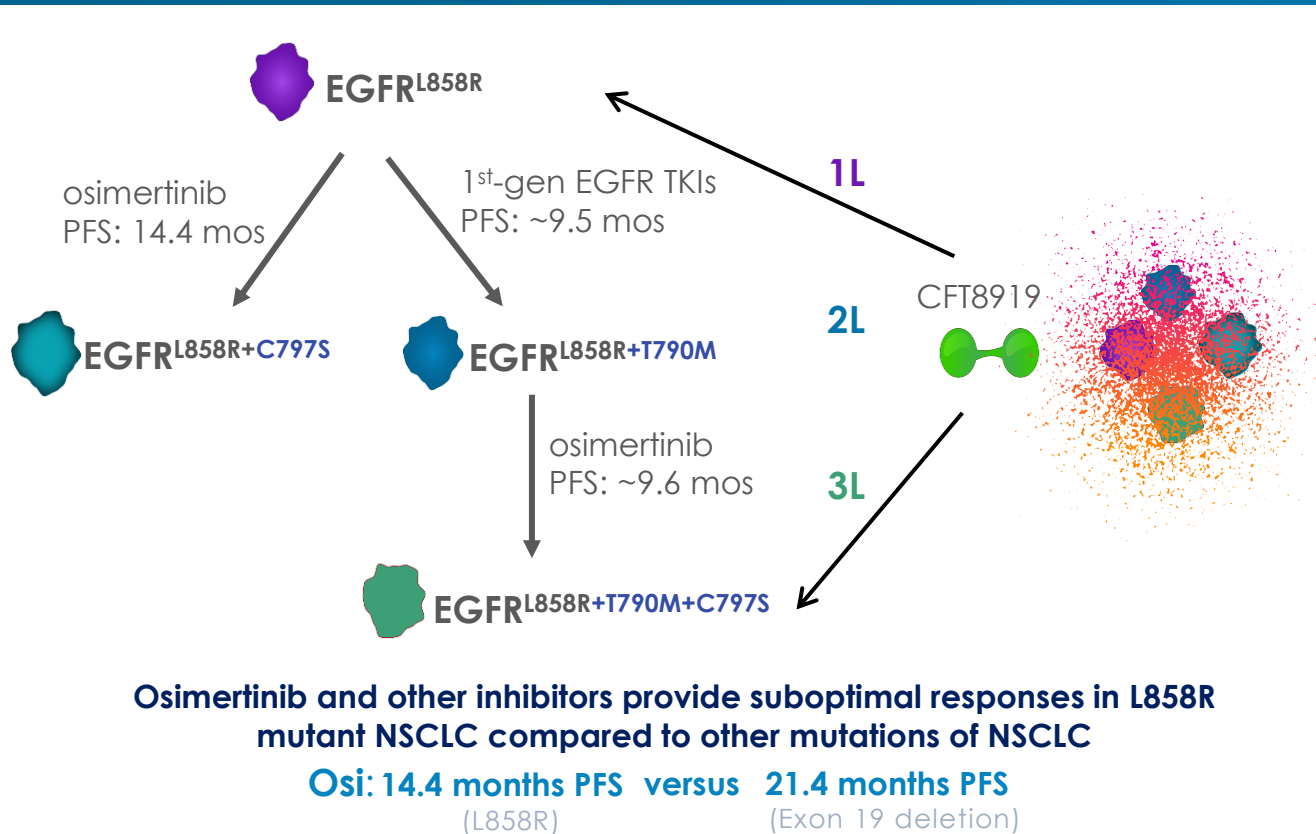 EGFRL858R
osimertinib
PFS: 14.4 mos
1st-gen EGFR TKIs
PFS: ~9.5 mos
1L
2L
CFT8919
EGFRL858R+C797S
EGFRL858R+T790M
osimertinib
PFS: ~9.6 mos
3L
EGFRL858R+T790M+C797S
Osimertinib and other inhibitors provide suboptimal responses in L858R
mutant NSCLC compared to other mutations of NSCLC
Osi: 14.4 months PFS versus 21.4 months PFS
(L858R) (Exon 19 deletion)